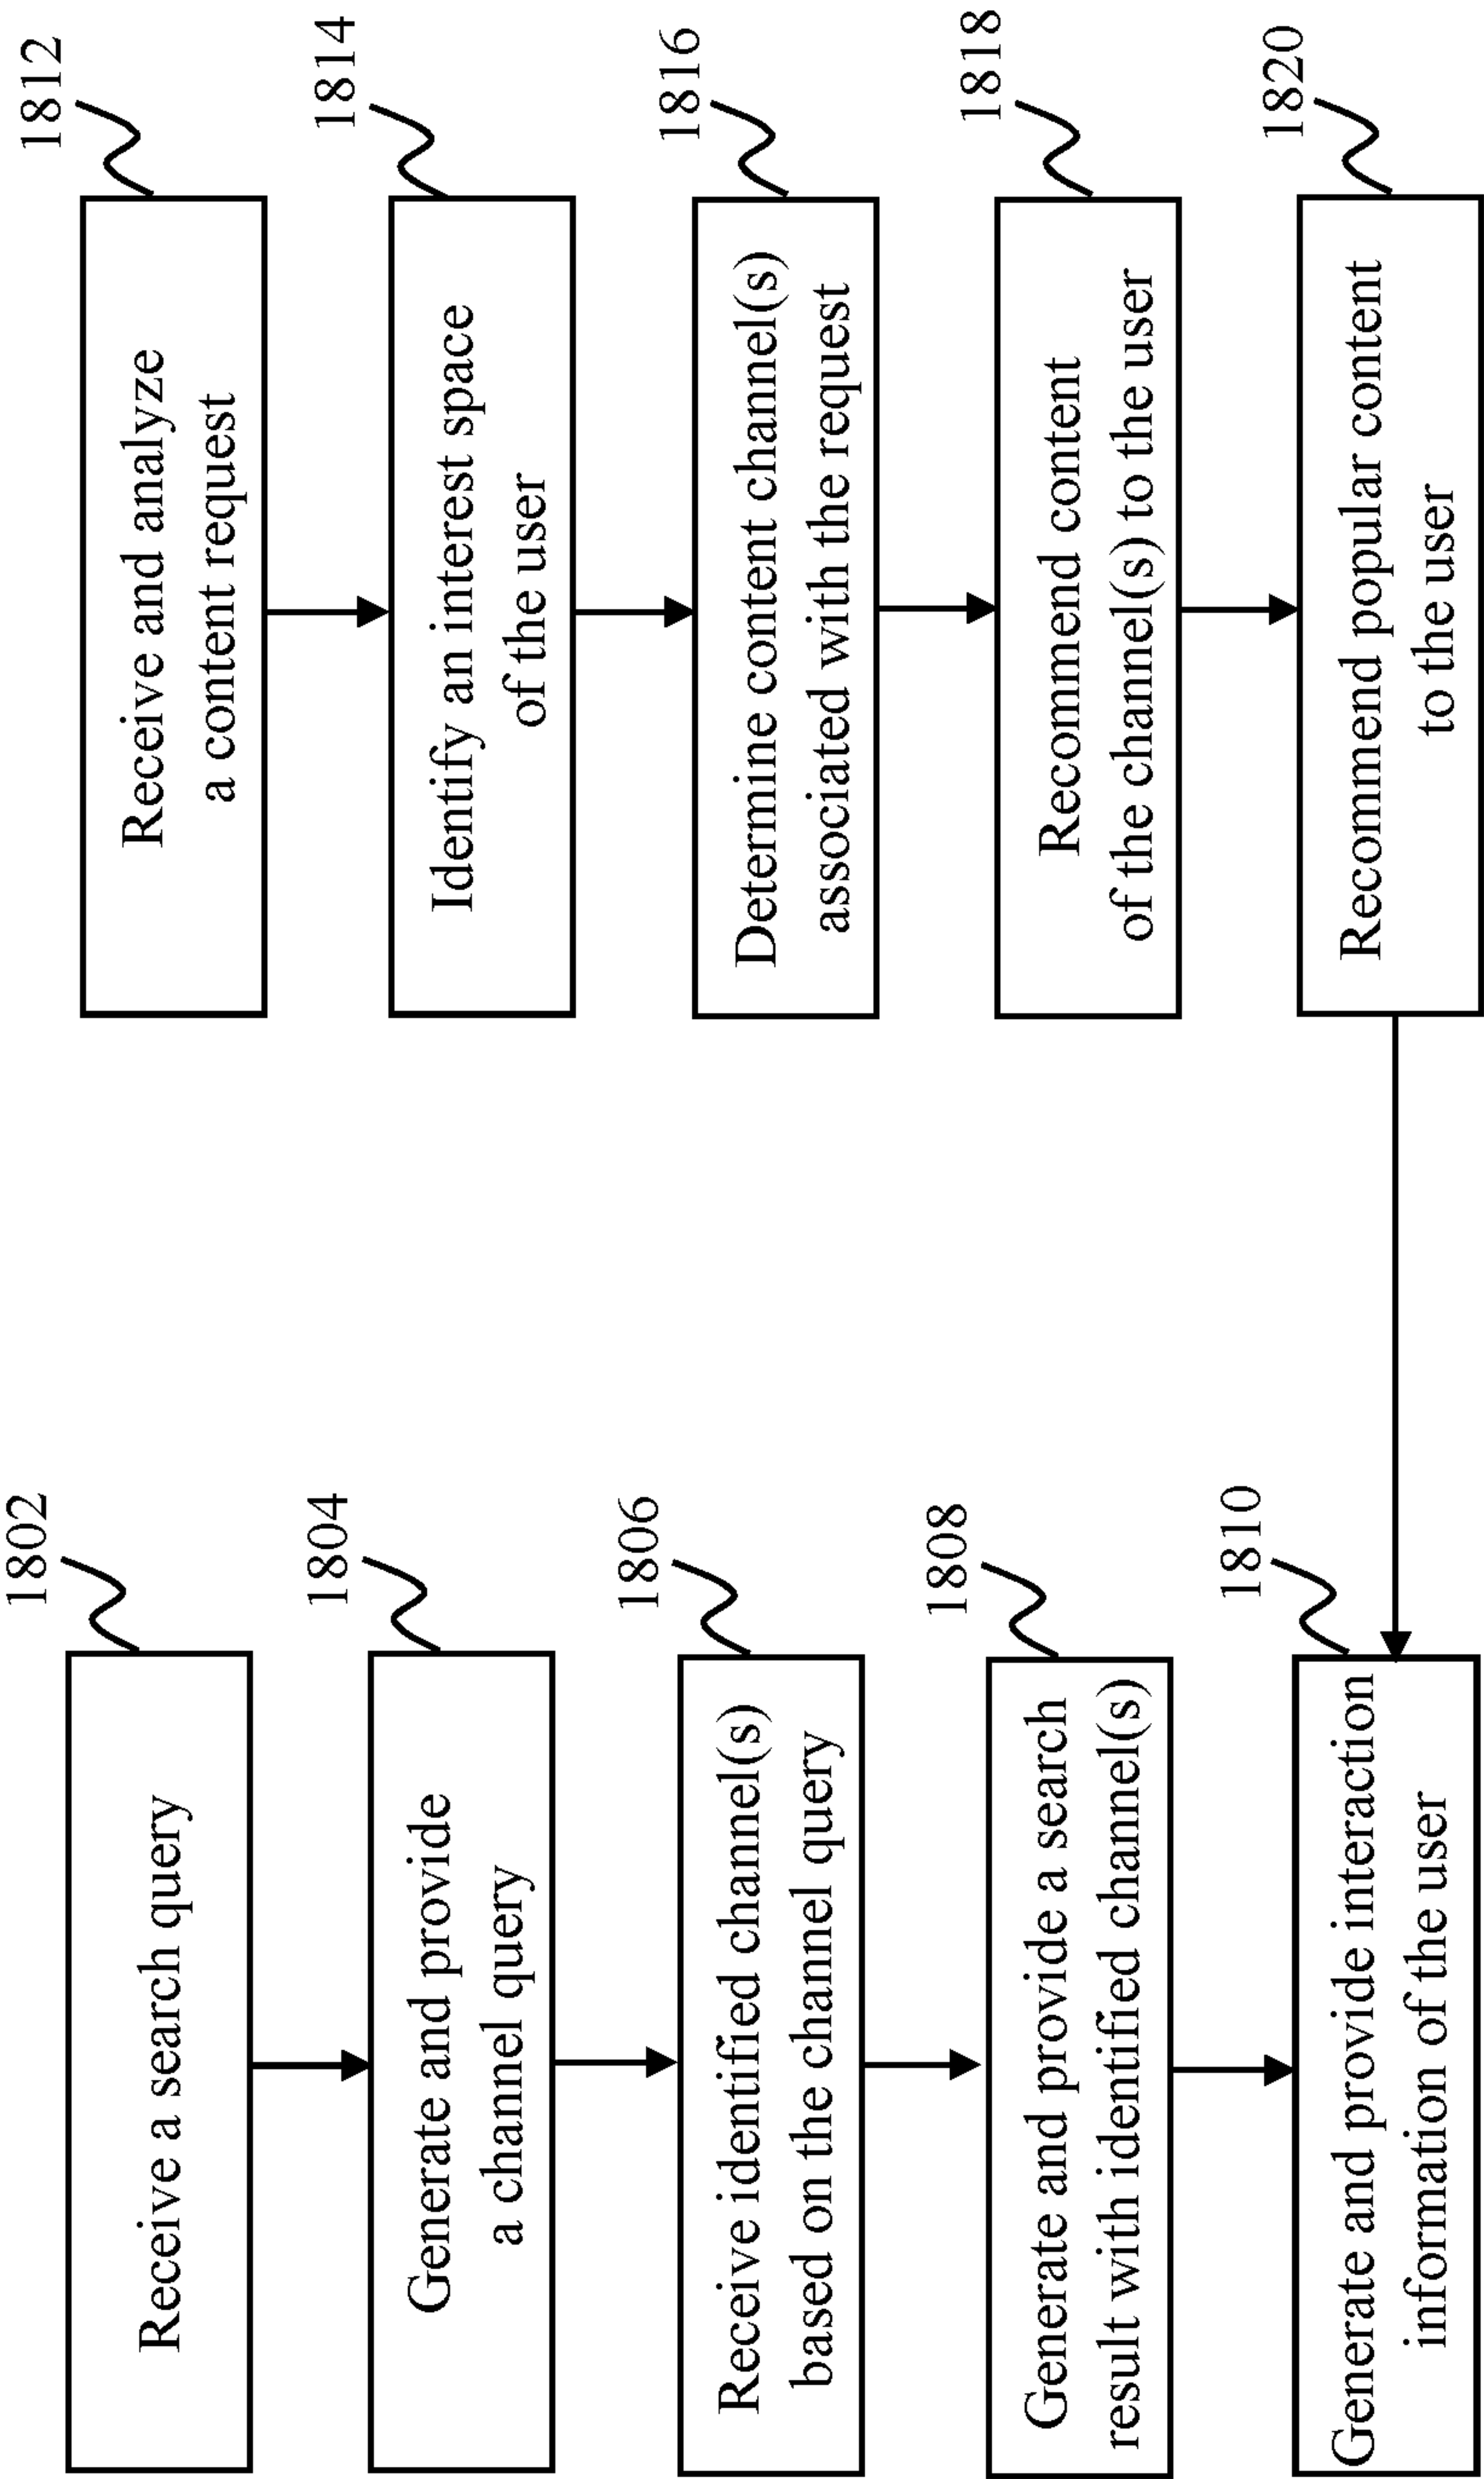 1802
Receive a search query
1804
Generate and provide
a channel query
1806
Receive identified channel(s)
based on the channel query
1808
Generate and provide a search
result with identified channel(s)
1810
Generate and provide interaction
information of the user
1812
Receive and analyze
a content request
1814
Identify an interest space
of the user
1816
Determine content channel(s)
associated with the request
1818
Recommend content
of the channel(s) to the user
1820
Recommend popular content
to the user